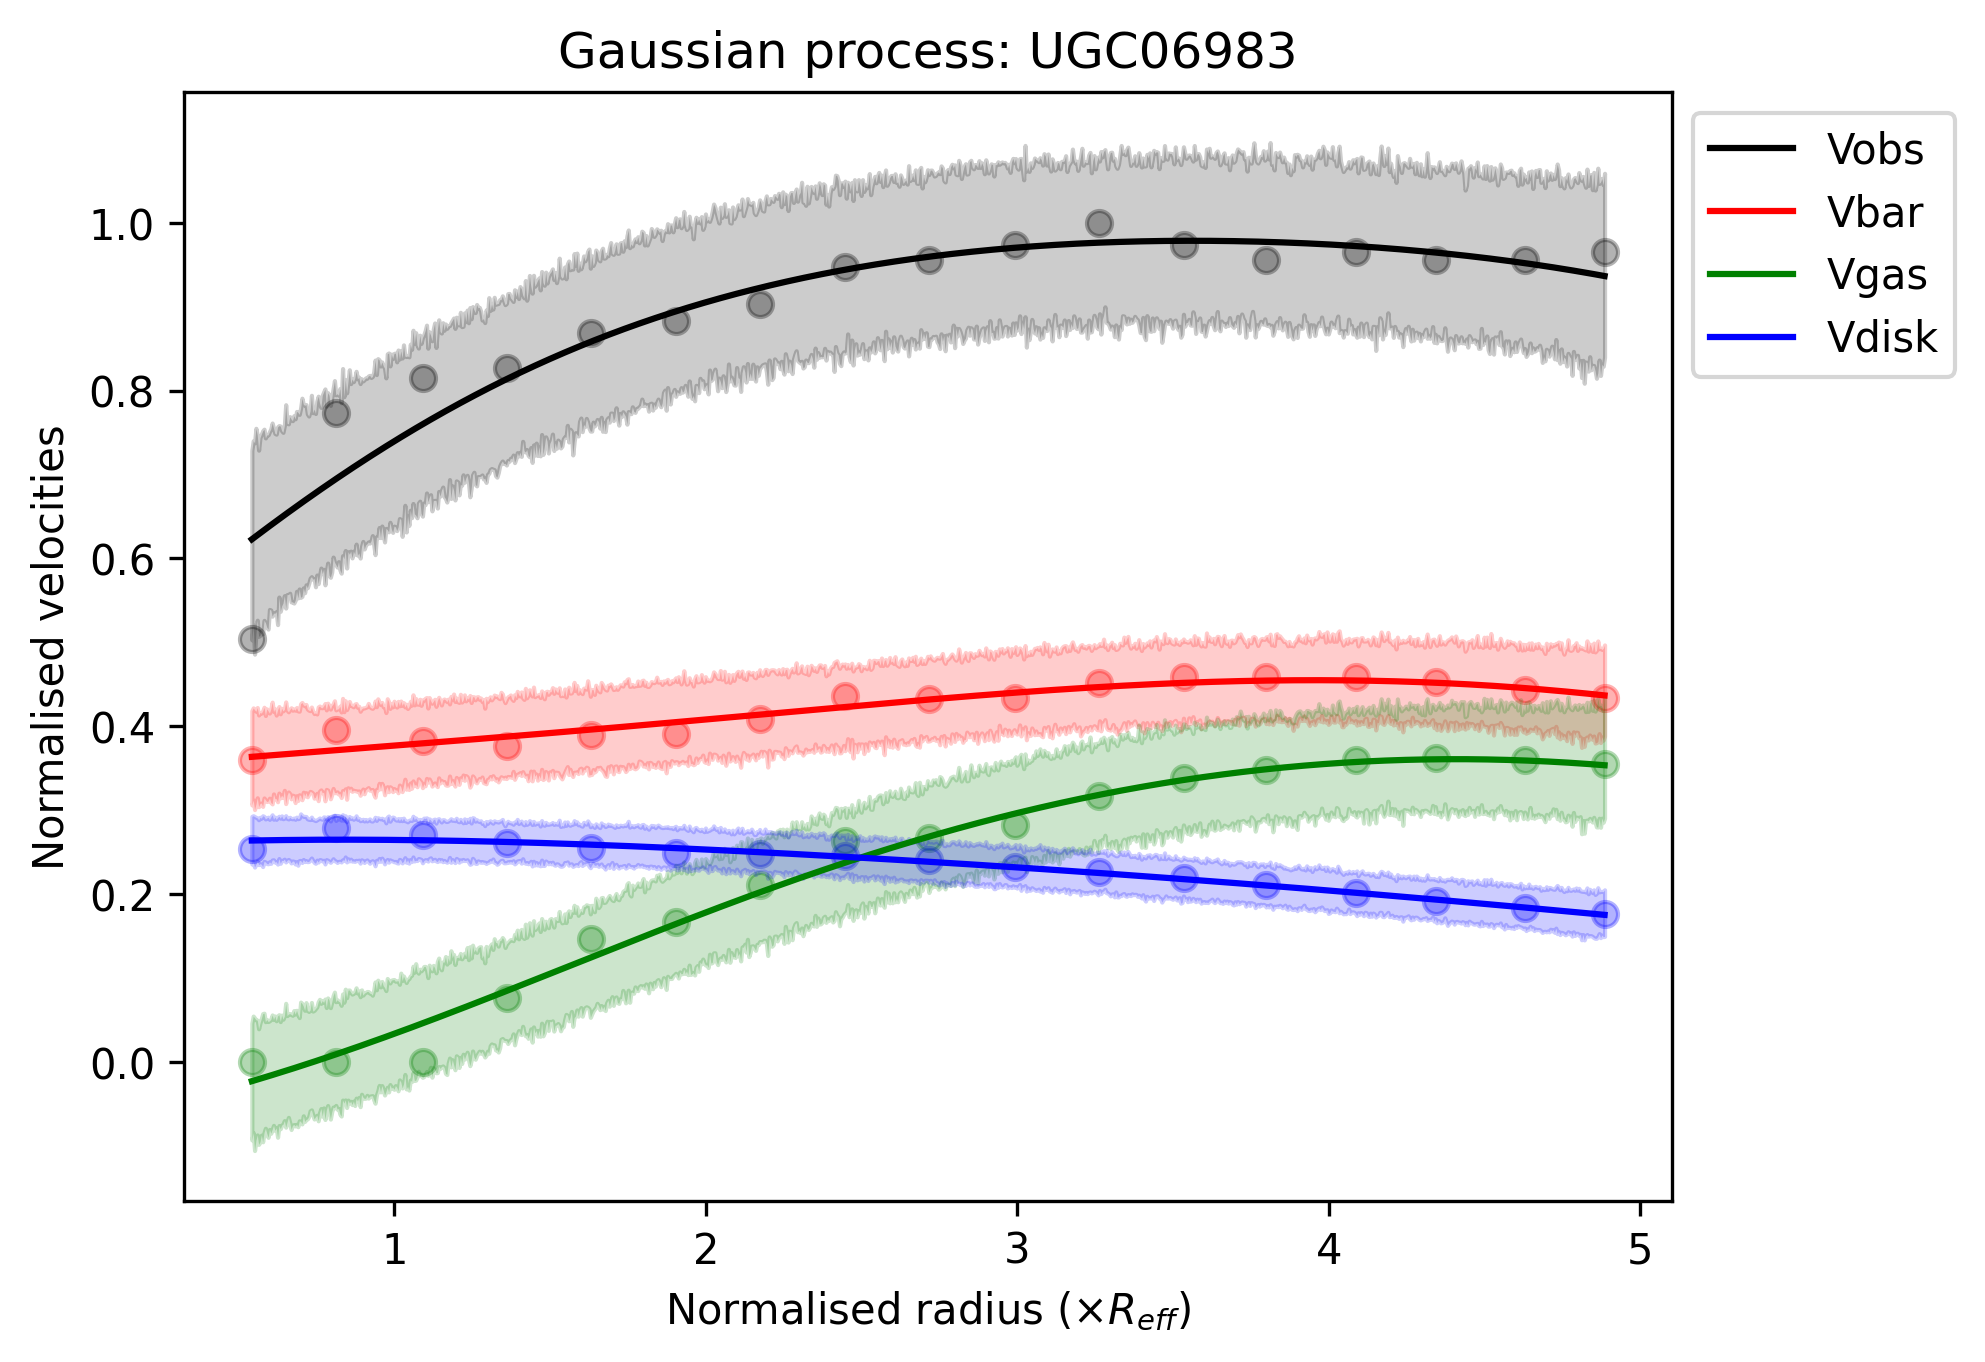 Gaussian process: UGC06983
Vobs
Vbar
Vgas
Vdisk
Normalised velocities
1.0
0.8
0.6
0.4
0.2
0.0
1 2 3 4 5
Normalised radius (×R_eff)